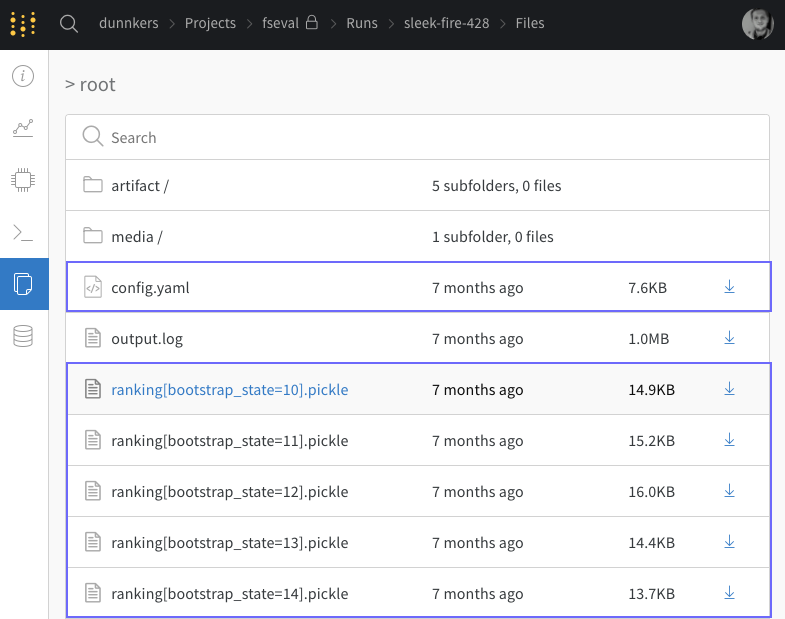 dunnkers > Projects > fseval > Runs > sleek-fire-428 > Files
> root
Search
artifact / 5 subfolders, 0 files
media / 1 subfolder, 0 files
config.yaml 7 months ago 7.6KB
output.log 7 months ago 1.0MB
ranking[bootstrap_state=10].pickle 7 months ago 14.9KB
ranking[bootstrap_state=11].pickle 7 months ago 15.2KB
ranking[bootstrap_state=12].pickle 7 months ago 16.0KB
ranking[bootstrap_state=13].pickle 7 months ago 14.4KB
ranking[bootstrap_state=14].pickle 7 months ago 13.7KB